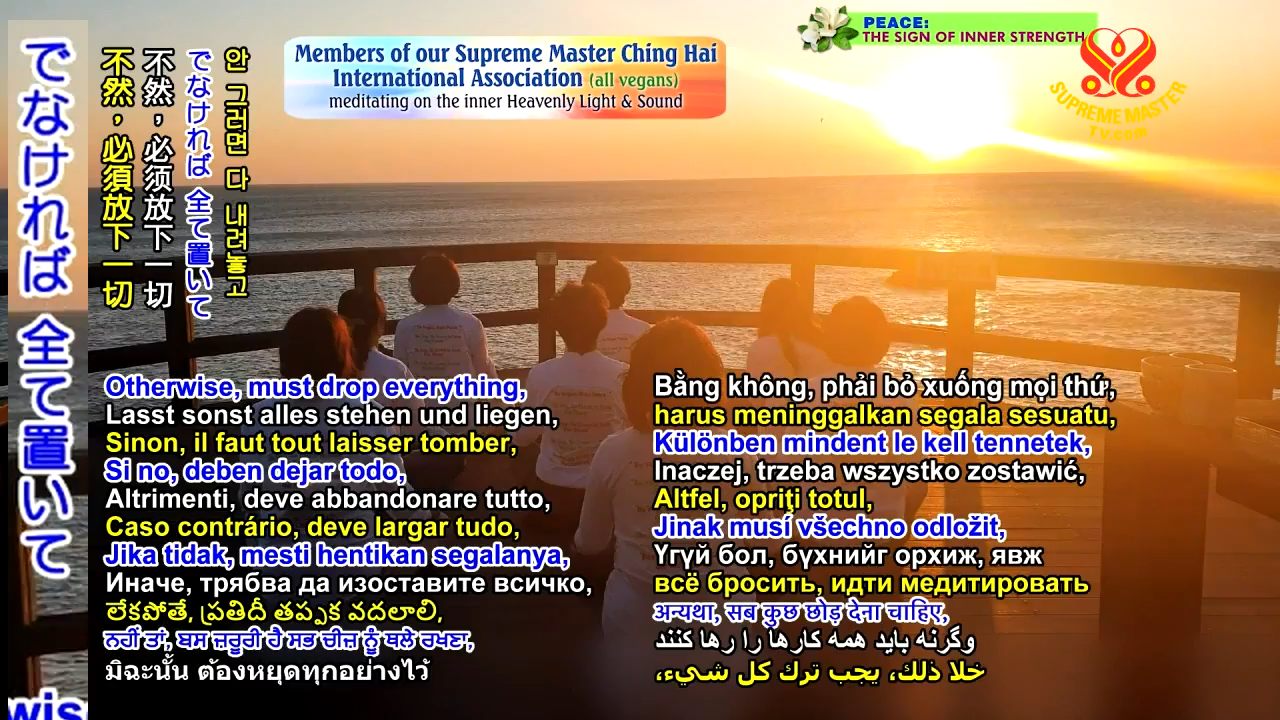 でなければ 全て置いて
不然，必須放下一切
不然，必须放下一切
でなければ 全て置いて
안 그러면 다 내려놓고
Members of our Supreme Master Ching Hai
International Association (all vegans)
meditating on the inner Heavenly Light & Sound
PEACE:
THE SIGN OF INNER STRENGTH
SUPREME MASTER
TV.com
Otherwise, must drop everything,
Lasst sonst alles stehen und liegen,
Sinon, il faut tout laisser tomber,
Si no, deben dejar todo,
Altrimenti, deve abbandonare tutto,
Caso contrário, deve largar tudo,
Jika tidak, mesti hentikan segalanya,
Иначе, трябва да изоставите всичко,
లేకపోతే, ప్రతిదీ తప్పక వదలాలి,
ਨਹੀਂ ਤਾਂ, ਬਸ ਜ਼ਰੂਰੀ ਹੈ ਸਭ ਚੀਜ਼ ਨੂੰ ਥਲੇ ਰਖਣਾ,
มิฉะนั้น ต้องหยุดทุกอย่างไว้
Bằng không, phải bỏ xuống mọi thứ,
harus meninggalkan segala sesuatu,
Különben mindent le kell tennetek,
Inaczej, trzeba wszystko zostawić,
Altfel, opriţi totul,
Jinak musí všechno odložit,
Үгүй бол, бүхнийг орхиж, явж
всё бросить, идти медитировать
अन्यथा, सब कुछ छोड़ देना चाहिए,
وگرنه باید همه کارها را رها کنند
خلا ذلك، يجب ترك كل شيء،
wis